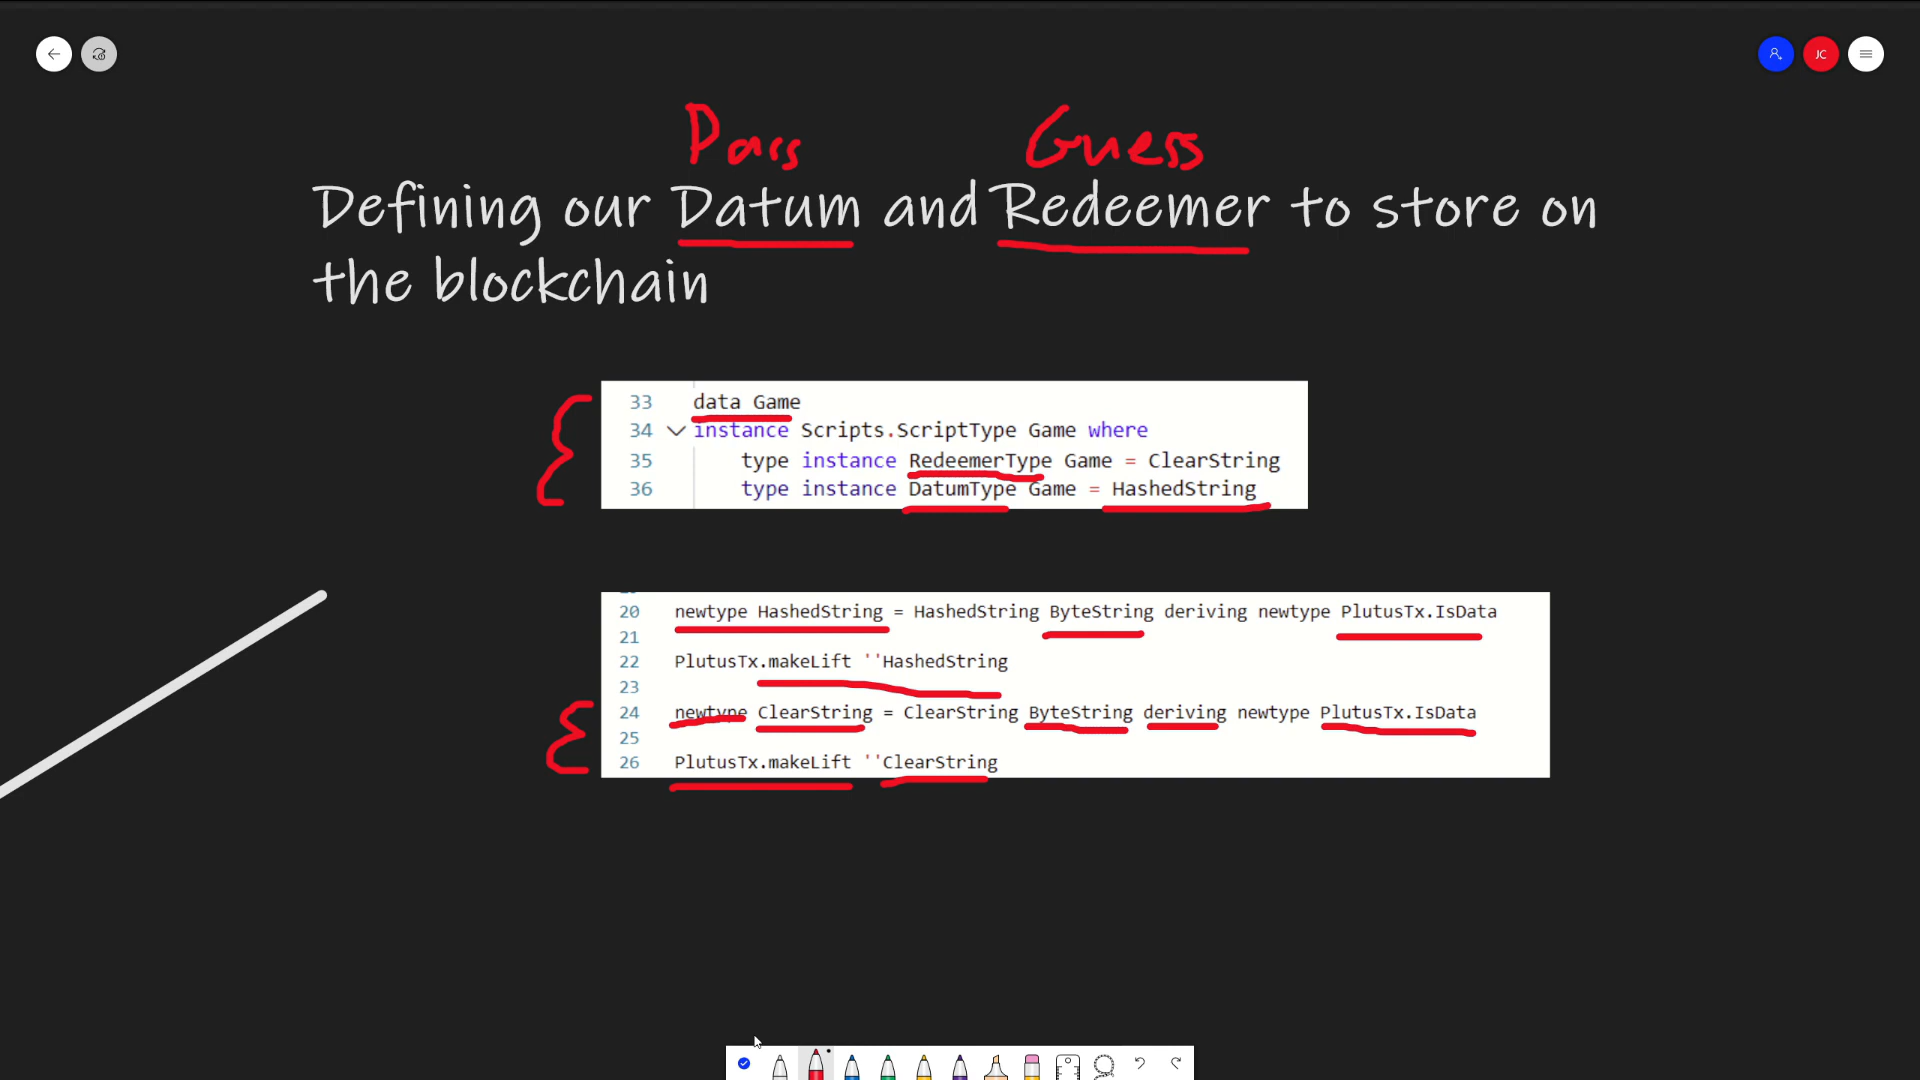 JC
Pass Guess
Defining our Datum and Redeemer to store on
the blockchain
33 data Game
34 instance Scripts.ScriptType Game where
35 type instance RedeemerType Game = ClearString
36 type instance DatumType Game = HashedString
20 newtype HashedString = HashedString ByteString deriving newtype PlutusTx.IsData
21
22 PlutusTx.makeLift ''HashedString
23
24 newtype ClearString = ClearString ByteString deriving newtype PlutusTx.IsData
25
26 PlutusTx.makeLift ''ClearString